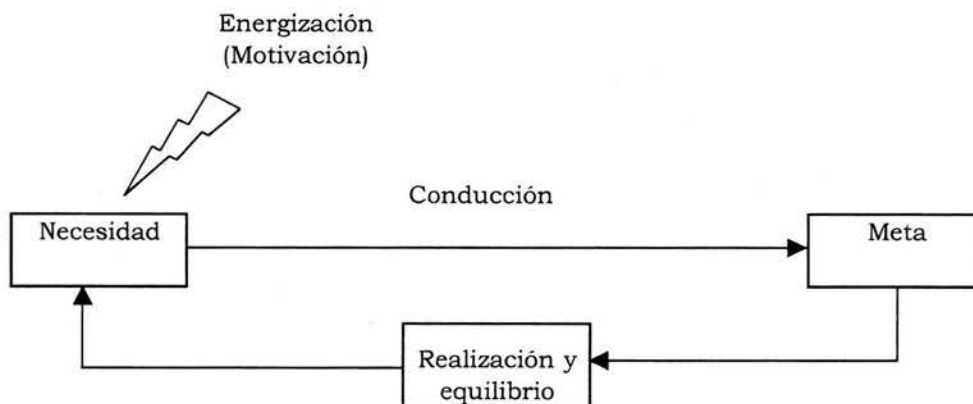 Energización
(Motivación)
Conducción
Necesidad
Meta
Realización y
equilibrio